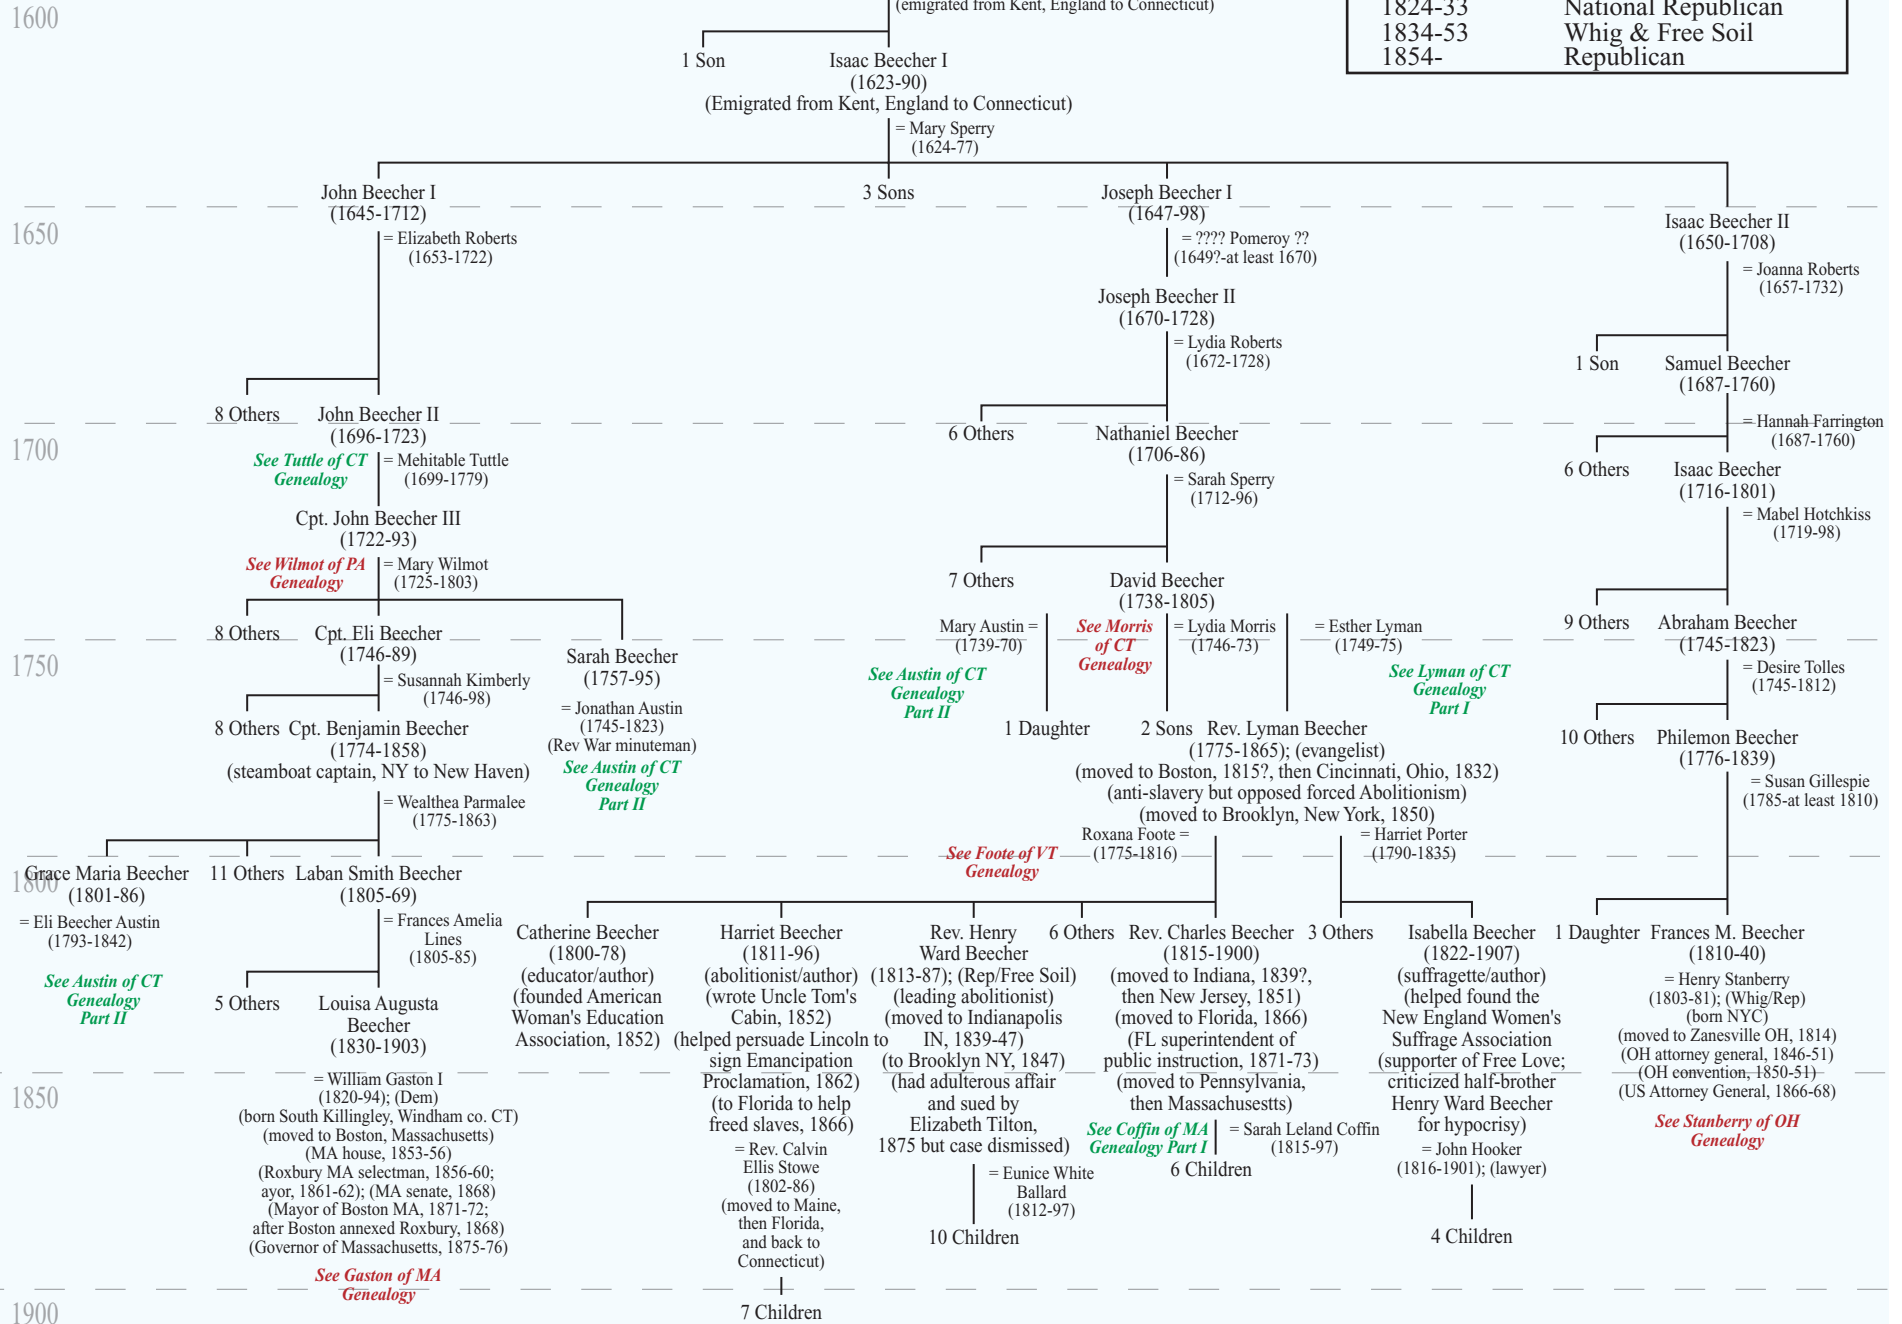 1600
(emigrated from Kent, England to Connecticut)
1824-33 National Republican
1834-53 Whig & Free Soil
1854- Republican
1 Son
Isaac Beecher I
(1623-90)
(Emigrated from Kent, England to Connecticut)
= Mary Sperry
(1624-77)
John Beecher I
(1645-1712)
3 Sons
Joseph Beecher I
(1647-98)
Isaac Beecher II
(1650-1708)
1650
= Elizabeth Roberts
(1653-1722)
= ???? Pomeroy ??
(1649?-at least 1670)
= Joanna Roberts
(1657-1732)
Joseph Beecher II
(1670-1728)
= Lydia Roberts
(1672-1728)
1 Son
Samuel Beecher
(1687-1760)
8 Others
John Beecher II
(1696-1723)
6 Others
Nathaniel Beecher
(1706-86)
= Hannah Farrington
(1687-1760)
1700
See Tuttle of CT
Genealogy
= Mehitable Tuttle
(1699-1779)
= Sarah Sperry
(1712-96)
6 Others
Isaac Beecher
(1716-1801)
Cpt. John Beecher III
(1722-93)
= Mabel Hotchkiss
(1719-98)
See Wilmot of PA
Genealogy
= Mary Wilmot
(1725-1803)
7 Others
David Beecher
(1738-1805)
8 Others
Cpt. Eli Beecher
(1746-89)
Sarah Beecher
(1757-95)
Mary Austin =
(1739-70)
See Morris
of CT
Genealogy
= Lydia Morris
(1746-73)
= Esther Lyman
(1749-75)
9 Others
Abraham Beecher
(1745-1823)
1750
= Susannah Kimberly
(1746-98)
= Jonathan Austin
(1745-1823)
(Rev War minuteman)
See Austin of CT
Genealogy
Part II
See Austin of CT
Genealogy
Part II
See Lyman of CT
Genealogy
Part I
= Desire Tolles
(1745-1812)
8 Others
Cpt. Benjamin Beecher
(1774-1858)
(steamboat captain, NY to New Haven)
1 Daughter
2 Sons
Rev. Lyman Beecher
(1775-1865); (evangelist)
(moved to Boston, 1815?, then Cincinnati, Ohio, 1832)
(anti-slavery but opposed forced Abolitionism)
(moved to Brooklyn, New York, 1850)
10 Others
Philemon Beecher
(1776-1839)
= Susan Gillespie
(1785-at least 1810)
= Wealthea Parmalee
(1775-1863)
See Foote of VT
Genealogy
Roxana Foote =
(1775-1816)
= Harriet Porter
(1790-1835)
1800
Grace Maria Beecher
(1801-86)
= Eli Beecher Austin
(1793-1842)
See Austin of CT
Genealogy
Part II
11 Others
Laban Smith Beecher
(1805-69)
= Frances Amelia
Lines
(1805-85)
5 Others
Louisa Augusta
Beecher
(1830-1903)
= William Gaston I
(1820-94); (Dem)
(born South Killingley, Windham co. CT)
(moved to Boston, Massachusetts)
(MA house, 1853-56)
(Roxbury MA selectman, 1856-60;
ayor, 1861-62); (MA senate, 1868)
(Mayor of Boston MA, 1871-72;
after Boston annexed Roxbury, 1868)
(Governor of Massachusetts, 1875-76)
See Gaston of MA
Genealogy
Catherine Beecher
(1800-78)
(educator/author)
(founded American
Woman's Education
Association, 1852)
Harriet Beecher
(1811-96)
(abolitionist/author)
(wrote Uncle Tom's
Cabin, 1852)
(helped persuade Lincoln to
sign Emancipation
Proclamation, 1862)
(to Florida to help
freed slaves, 1866)
= Rev. Calvin
Ellis Stowe
(1802-86)
(moved to Maine,
then Florida,
and back to
Connecticut)
7 Children
Rev. Henry
Ward Beecher
(1813-87); (Rep/Free Soil)
(leading abolitionist)
(moved to Indianapolis
IN, 1839-47)
(to Brooklyn NY, 1847)
(had adulterous affair
and sued by
Elizabeth Tilton,
1875 but case dismissed)
= Eunice White
Ballard
(1812-97)
10 Children
6 Others
Rev. Charles Beecher
(1815-1900)
(moved to Indiana, 1839?,
then New Jersey, 1851)
(moved to Florida, 1866)
(FL superintendent of
public instruction, 1871-73)
(moved to Pennsylvania,
then Massachusestts)
See Coffin of MA
Genealogy Part I
= Sarah Leland Coffin
(1815-97)
6 Children
3 Others
Isabella Beecher
(1822-1907)
(suffragette/author)
(helped found the
New England Women's
Suffrage Association
(supporter of Free Love;
criticized half-brother
Henry Ward Beecher
for hypocrisy)
= John Hooker
(1816-1901); (lawyer)
4 Children
1 Daughter
Frances M. Beecher
(1810-40)
= Henry Stanberry
(1803-81); (Whig/Rep)
(born NYC)
(moved to Zanesville OH, 1814)
(OH attorney general, 1846-51)
(OH convention, 1850-51)
(US Attorney General, 1866-68)
See Stanberry of OH
Genealogy
1850
1900